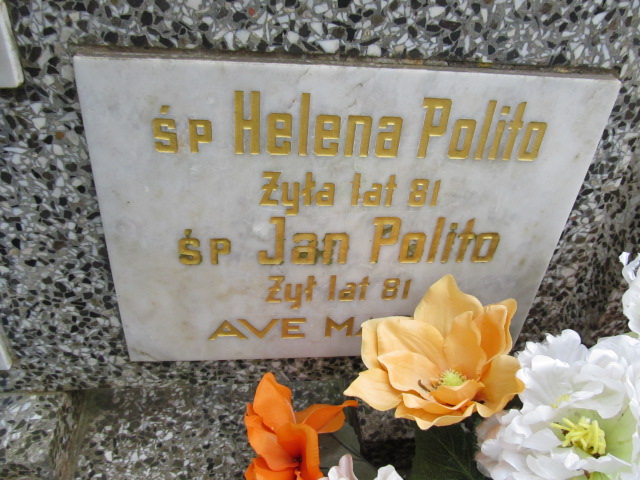 śp Helena Polito
Żyła lat 81
śp Jan Polito
Żył lat 81
AVE